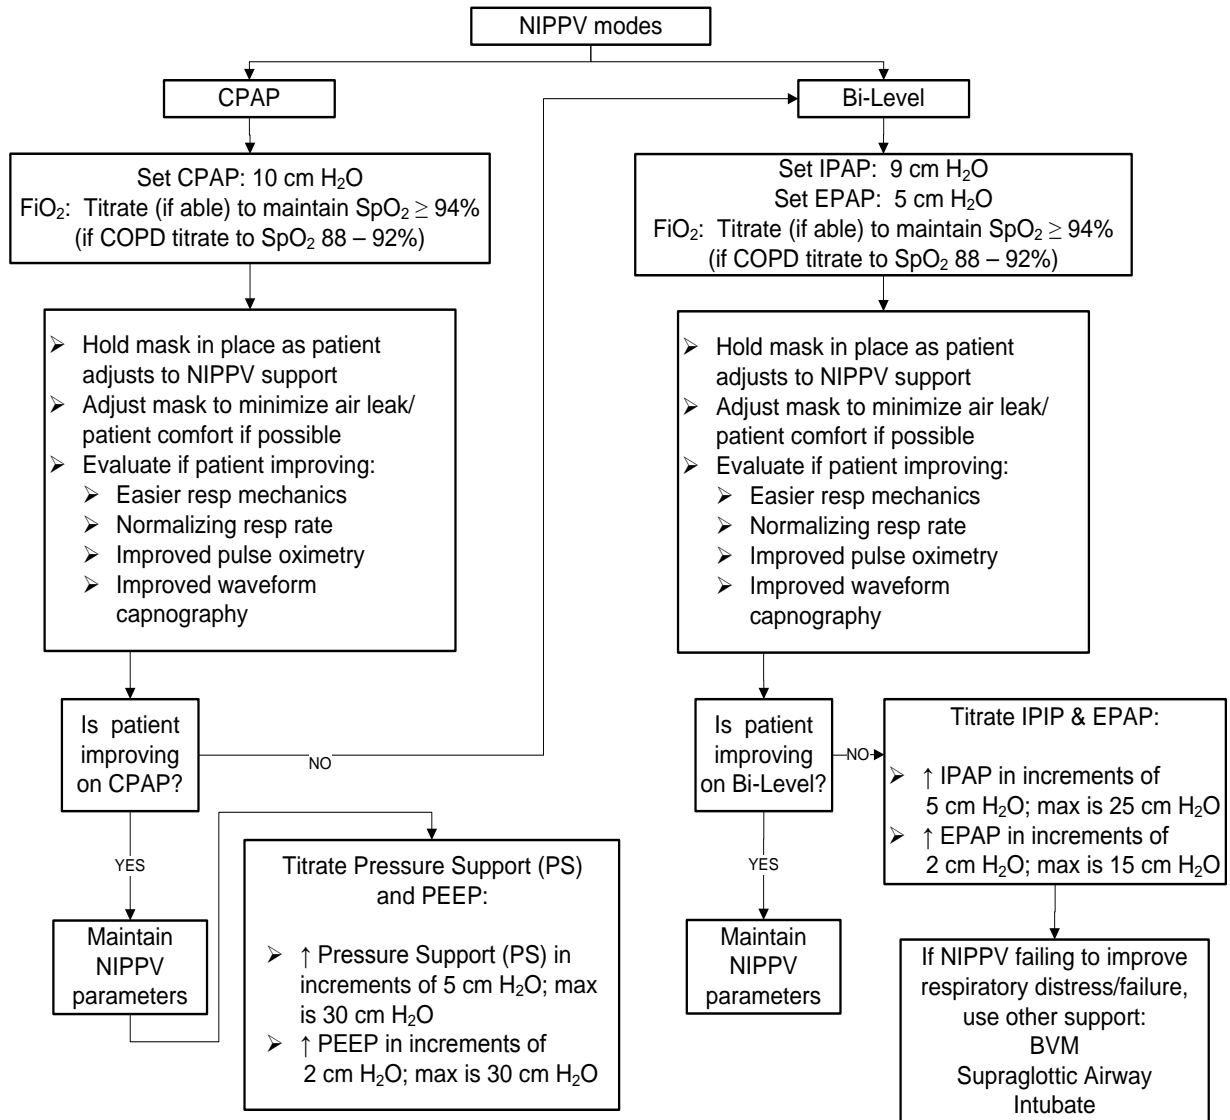 NIPPV modes
CPAP
Set CPAP: 10 cm H₂O
FiO₂: Titrate (if able) to maintain SpO₂ ≥ 94%
(if COPD titrate to SpO₂ 88 – 92%)
➢ Hold mask in place as patient
adjusts to NIPPV support
➢ Adjust mask to minimize air leak/
patient comfort if possible
➢ Evaluate if patient improving:
➢ Easier resp mechanics
➢ Normalizing resp rate
➢ Improved pulse oximetry
➢ Improved waveform
capnography
Is patient
improving
on CPAP?
NO
YES
Maintain
NIPPV
parameters
Titrate Pressure Support (PS)
and PEEP:
➢ ↑ Pressure Support (PS) in
increments of 5 cm H₂O; max
is 30 cm H₂O
➢ ↑ PEEP in increments of
2 cm H₂O; max is 30 cm H₂O
Bi-Level
Set IPAP: 9 cm H₂O
Set EPAP: 5 cm H₂O
FiO₂: Titrate (if able) to maintain SpO₂ ≥ 94%
(if COPD titrate to SpO₂ 88 – 92%)
➢ Hold mask in place as patient
adjusts to NIPPV support
➢ Adjust mask to minimize air leak/
patient comfort if possible
➢ Evaluate if patient improving:
➢ Easier resp mechanics
➢ Normalizing resp rate
➢ Improved pulse oximetry
➢ Improved waveform
capnography
Is patient
improving
on Bi-Level?
NO
YES
Maintain
NIPPV
parameters
Titrate IPIP & EPAP:
➢ ↑ IPAP in increments of
5 cm H₂O; max is 25 cm H₂O
➢ ↑ EPAP in increments of
2 cm H₂O; max is 15 cm H₂O
If NIPPV failing to improve
respiratory distress/failure,
use other support:
BVM
Supraglottic Airway
Intubate